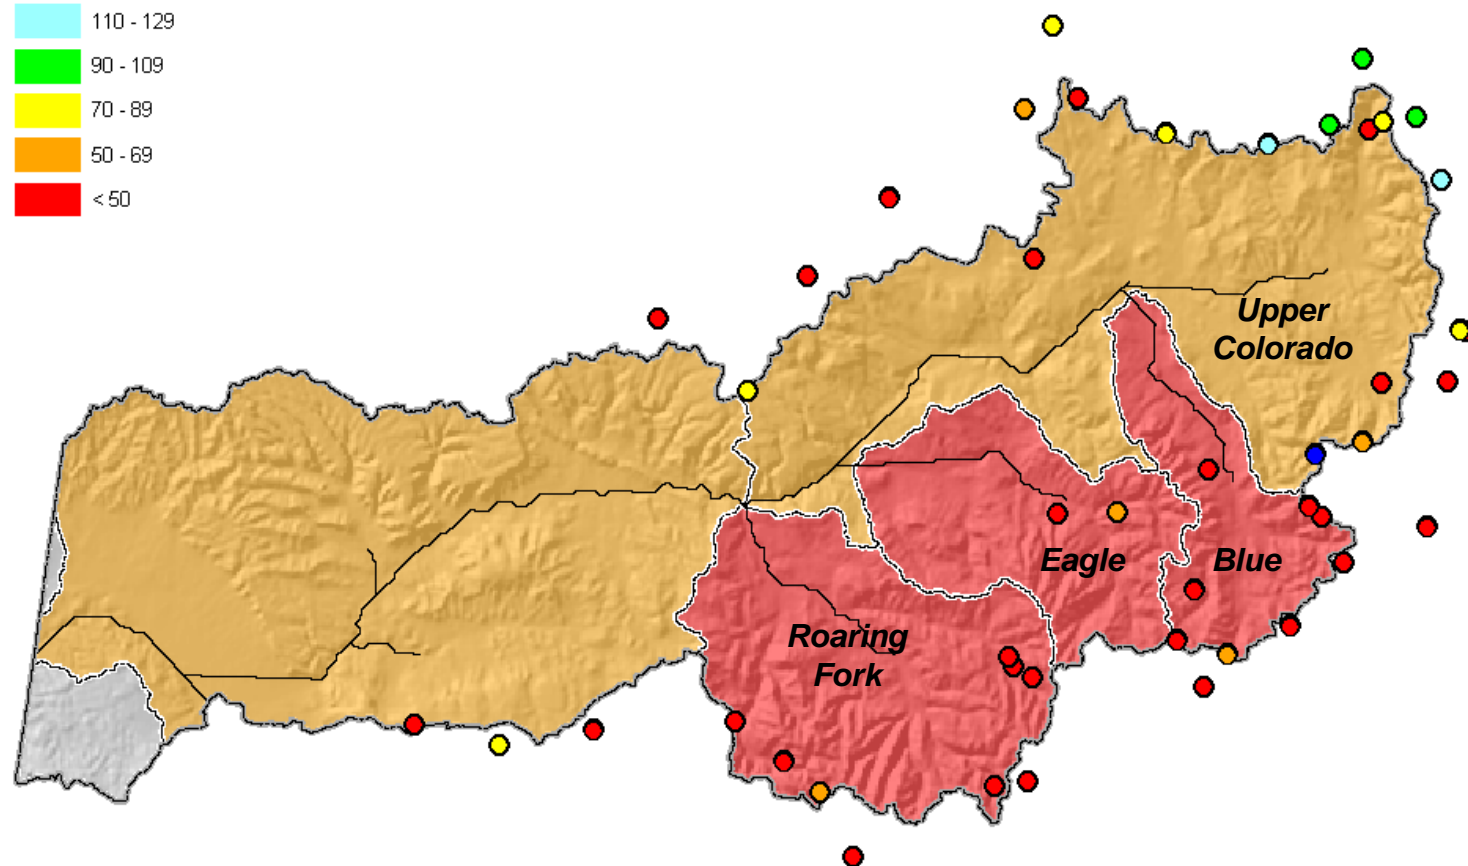 110 - 129
90 - 109
70 - 89
50 - 69
< 50
Upper
Colorado
Eagle
Blue
Roaring
Fork